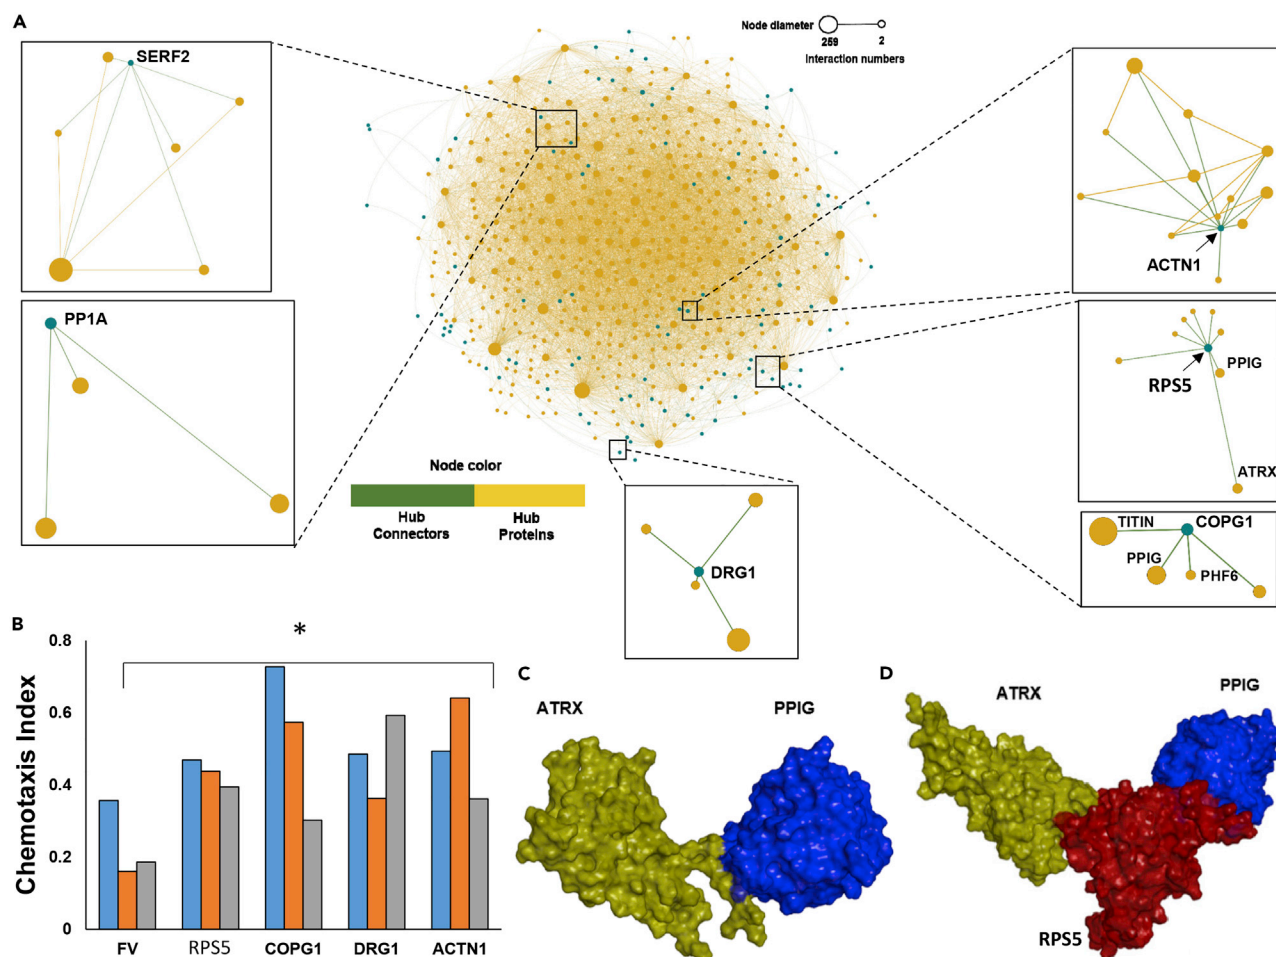 A
SERF2
Node diameter
259
2
Interaction numbers
ACTN1
PP1A
PPIG
RPS5
ATRX
Node color
Hub
Connectors
Hub
Proteins
DRG1
TITIN
COPG1
PPIG
PHF6
B
*
0.8
0.6
0.4
0.2
0
Chemotaxis Index
FV
RPS5
COPG1
DRG1
ACTN1
C
ATRX
PPIG
D
ATRX
PPIG
RPS5